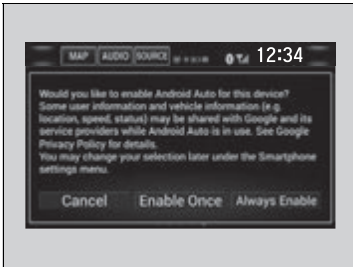 MAP AUDIO SOURCE 0 12:34
Would you like to enable Android Auto for this device?
Some user information and vehicle information (e.g.
location, speed, status) may be shared with Google and its
service providers while Android Auto is in use. See Google
Privacy Policy for details.
You may change your selection later under the Smartphone
settings menu.
Cancel Enable Once Always Enable